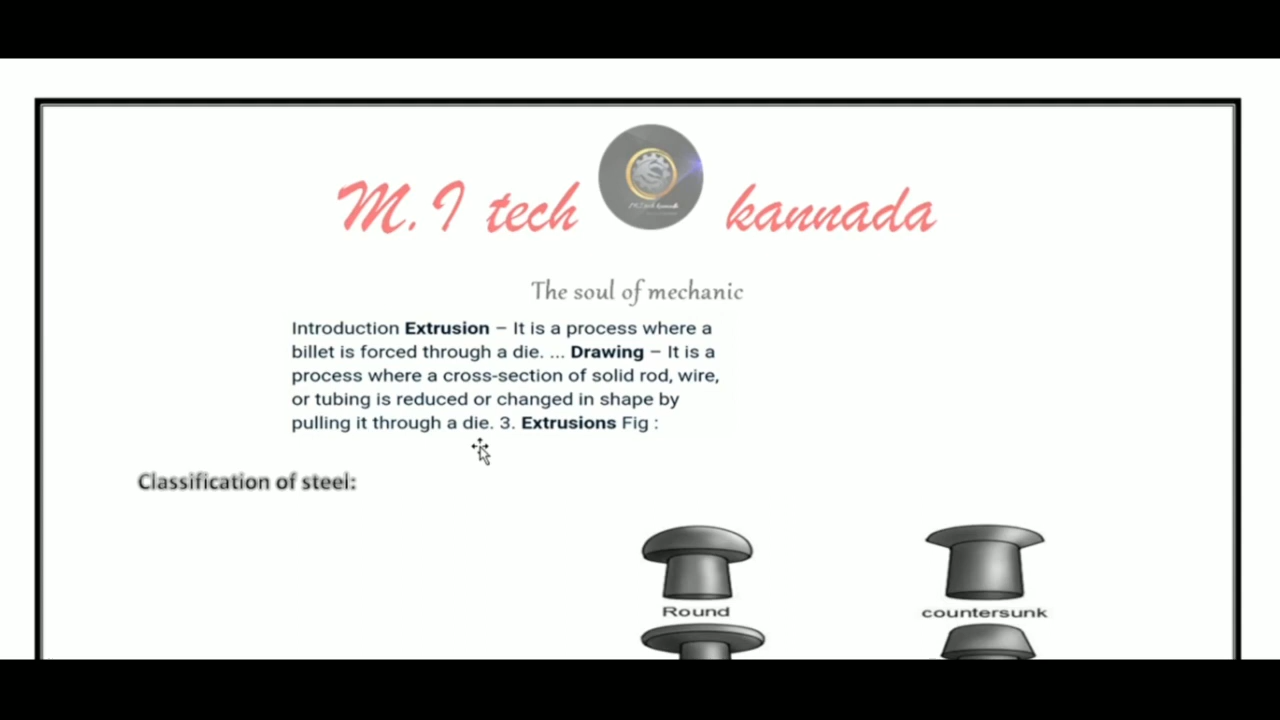 M.I tech kannada
The soul of mechanic
Introduction Extrusion – It is a process where a
billet is forced through a die. ... Drawing – It is a
process where a cross-section of solid rod, wire,
or tubing is reduced or changed in shape by
pulling it through a die. 3. Extrusions Fig :
Classification of steel:
Round
countersunk